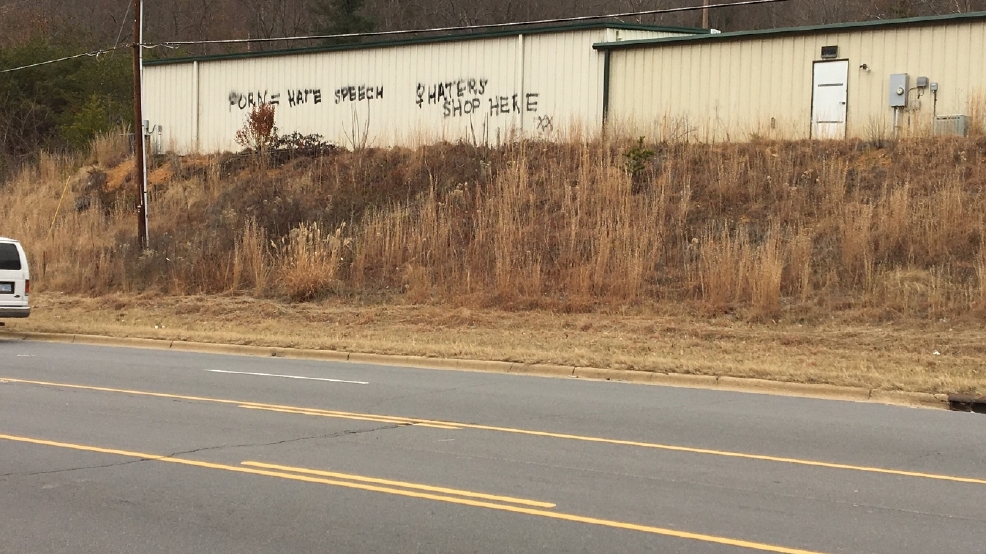 PORN = HATE SPEECH
♀HATERS
SHOP HERE
XX